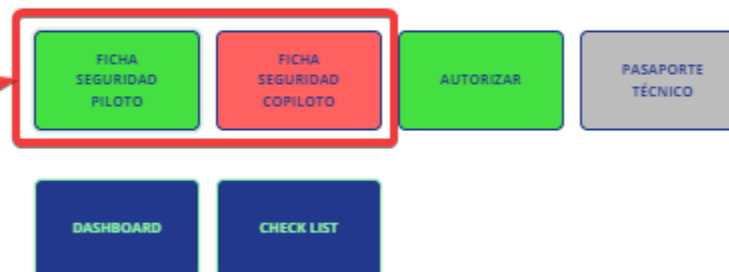 FICHA
SEGURIDAD
PILOTO
FICHA
SEGURIDAD
COPILOTO
AUTORIZAR
PASAPORTE
TÉCNICO
DASHBOARD
CHECK LIST